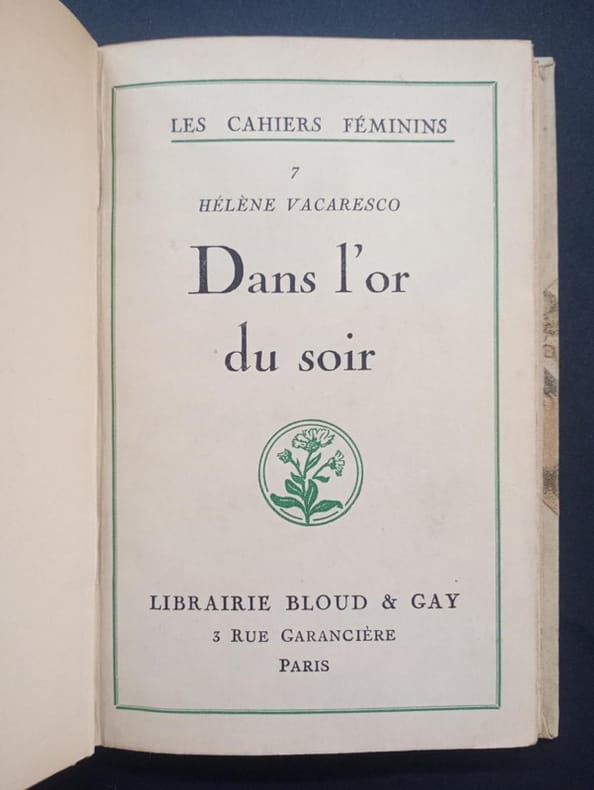 LES CAHIERS FÉMININS
7
HÉLÈNE VACARESCO
Dans l'or
du soir
LIBRAIRIE BLOUD & GAY
3 RUE GARANCIÈRE
PARIS